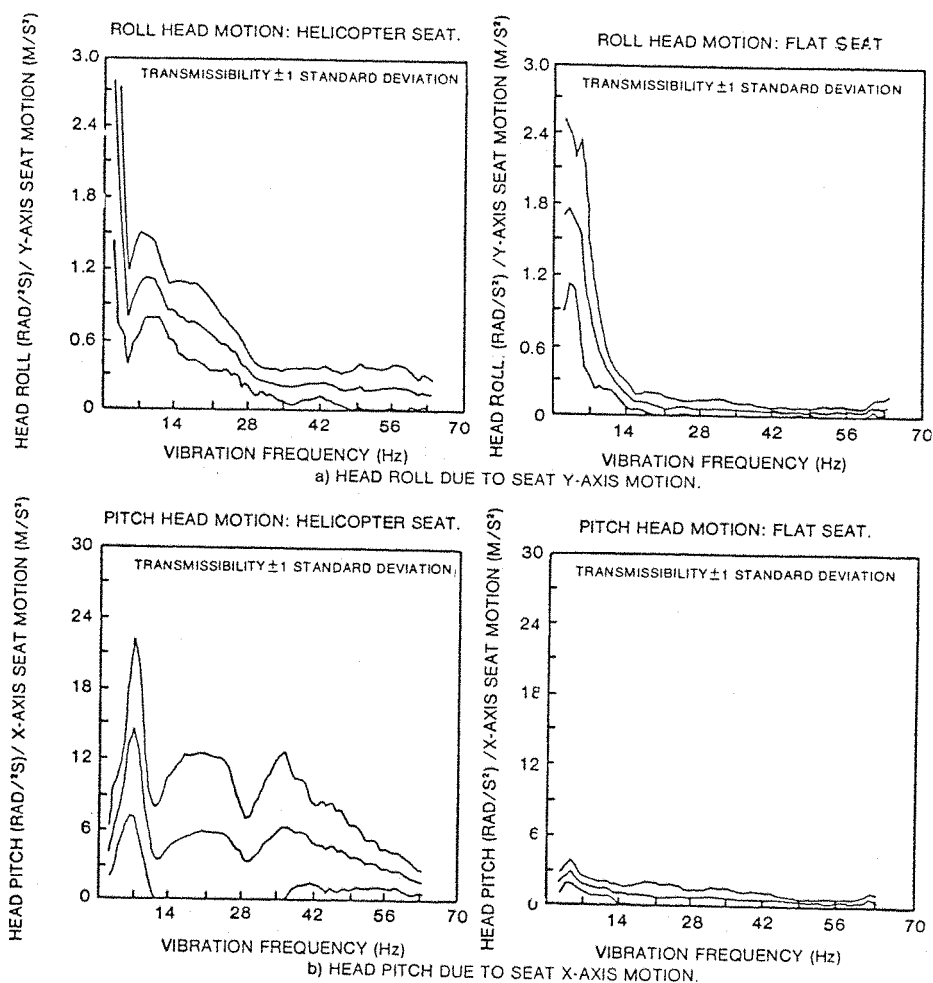 ROLL HEAD MOTION: HELICOPTER SEAT.
HEAD ROLL (RAD/²S)/ Y-AXIS SEAT MOTION (M/S²)
TRANSMISSIBILITY ±1 STANDARD DEVIATION
3.0
2.4
1.8
1.2
0.6
0
14
28
42
56
70
VIBRATION FREQUENCY (Hz)
ROLL HEAD MOTION: FLAT SEAT
HEAD ROLL. (RAD/S²) /Y-AXIS SEAT MOTION (M/S²)
TRANSMISSIBILITY ±1 STANDARD DEVIATION
3.0
2.4
1.8
1.2
0.6
0
14
28
42
56
70
VIBRATION FREQUENCY (Hz)
a) HEAD ROLL DUE TO SEAT Y-AXIS MOTION.
PITCH HEAD MOTION: HELICOPTER SEAT.
HEAD PITCH (RAD/²S)/ X-AXIS SEAT MOTION (M/S²)
TRANSMISSIBILITY ±1 STANDARD DEVIATION
30
24
18
12
6
0
14
28
42
56
70
VIBRATION FREQUENCY (Hz)
PITCH HEAD MOTION: FLAT SEAT.
HEAD PITCH (RAD/S²) /X-AXIS SEAT MOTION (M/S²)
TRANSMISSIBILITY ±1 STANDARD DEVIATION
30
24
18
12
6
0
14
28
42
56
70
VIBRATION FREQUENCY (Hz)
b) HEAD PITCH DUE TO SEAT X-AXIS MOTION.